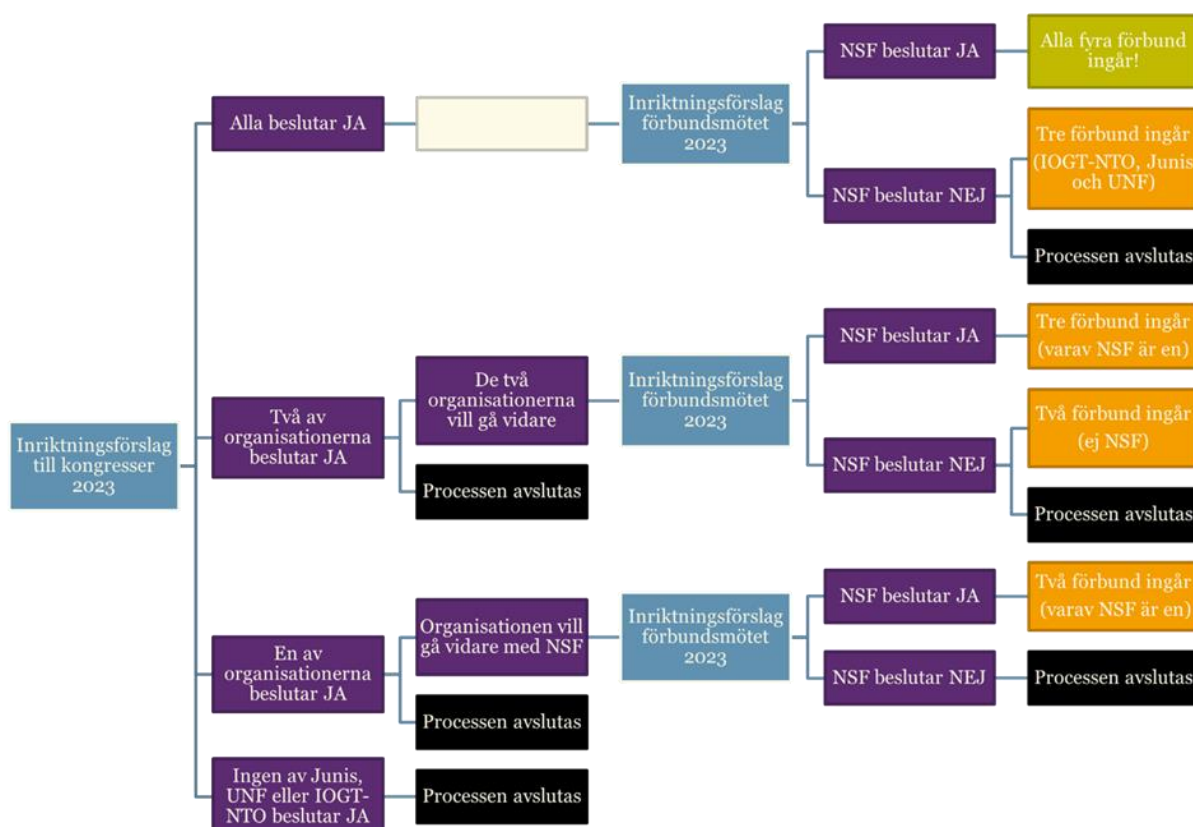 Inriktningsförslag
till kongresser
2023
Alla beslutar JA
Inriktningsförslag
förbundsmötet
2023
NSF beslutar JA
Alla fyra förbund
ingår!
NSF beslutar NEJ
Tre förbund ingår
(IOGT-NTO, Junis
och UNF)
Processen avslutas
Två av
organisationerna
beslutar JA
De två
organisationerna
vill gå vidare
Inriktningsförslag
förbundsmötet
2023
NSF beslutar JA
Tre förbund ingår
(varav NSF är en)
NSF beslutar NEJ
Två förbund ingår
(ej NSF)
Processen avslutas
Processen avslutas
En av
organisationerna
beslutar JA
Organisationen vill
gå vidare med NSF
Inriktningsförslag
förbundsmötet
2023
NSF beslutar JA
Två förbund ingår
(varav NSF är en)
NSF beslutar NEJ
Processen avslutas
Processen avslutas
Ingen av Junis,
UNF eller IOGT-
NTO beslutar JA
Processen avslutas